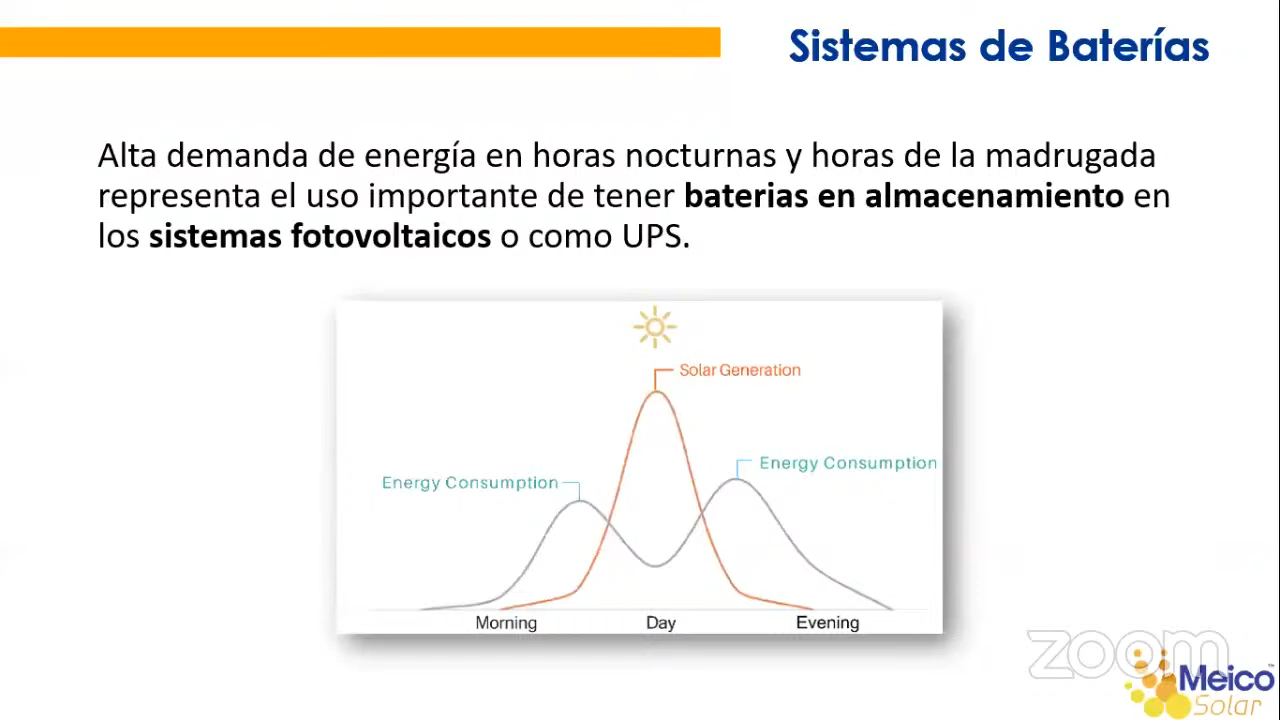 Sistemas de Baterías
Alta demanda de energía en horas nocturnas y horas de la madrugada
representa el uso importante de tener baterias en almacenamiento en
los sistemas fotovoltaicos o como UPS.
Solar Generation
Energy Consumption
Energy Consumption
Morning Day Evening
zoom
Meico™
Solar